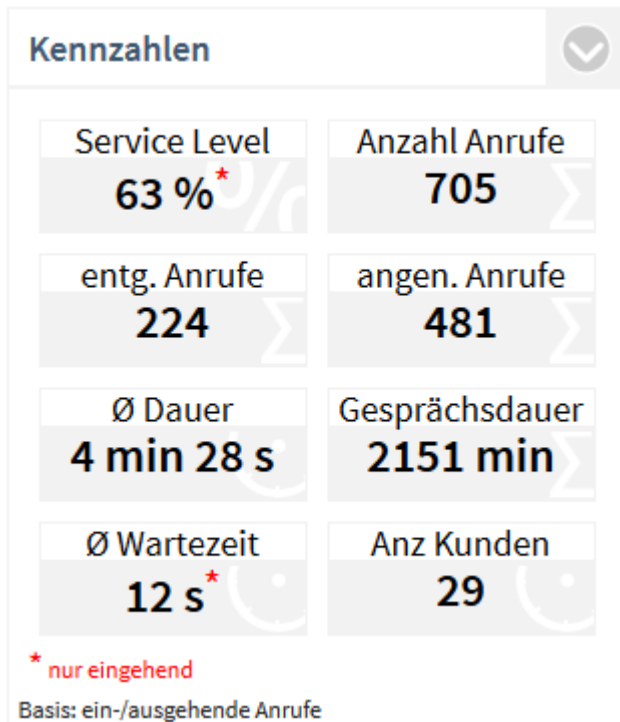 Kennzahlen
Service Level
63 %*
Anzahl Anrufe
705
entg. Anrufe
224
angen. Anrufe
481
Ø Dauer
4 min 28 s
Gesprächsdauer
2151 min
Ø Wartezeit
12 s*
Anz Kunden
29
* nur eingehend
Basis: ein-/ausgehende Anrufe